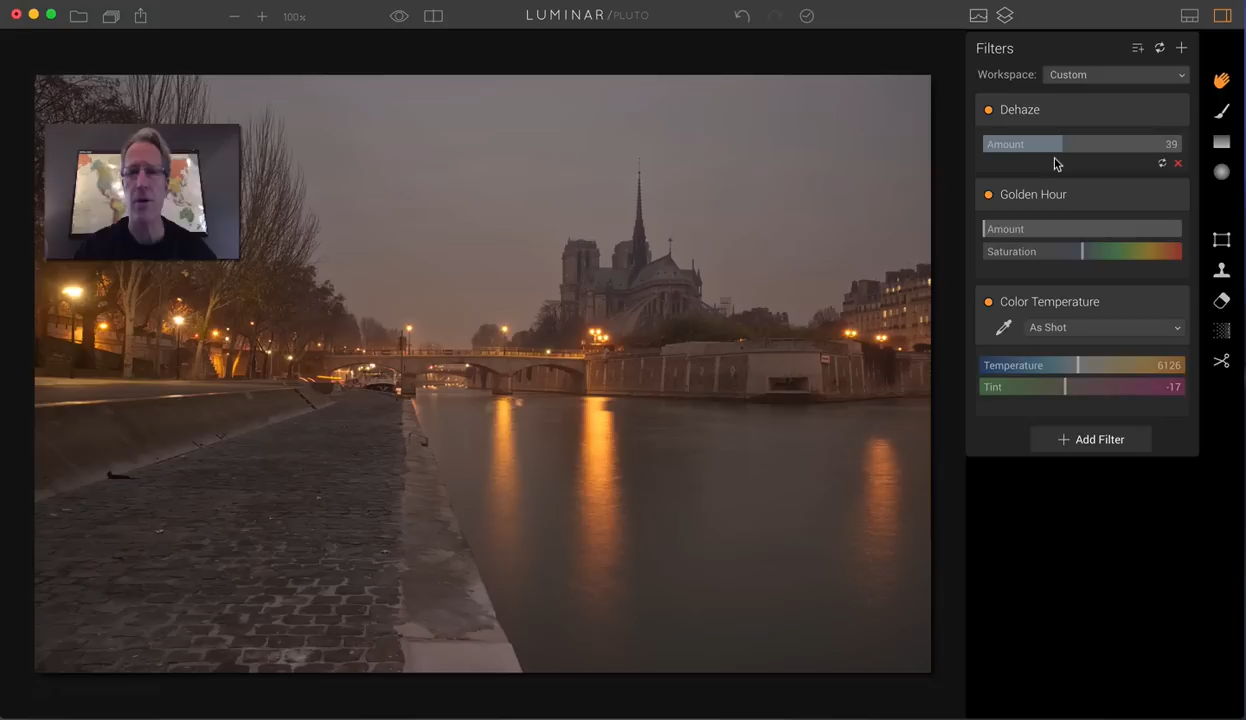 100%
LUMINAR/PLUTO
Filters
Workspace: Custom
Dehaze
Amount 39
Golden Hour
Amount
Saturation
Color Temperature
As Shot
Temperature 6126
Tint -17
+ Add Filter